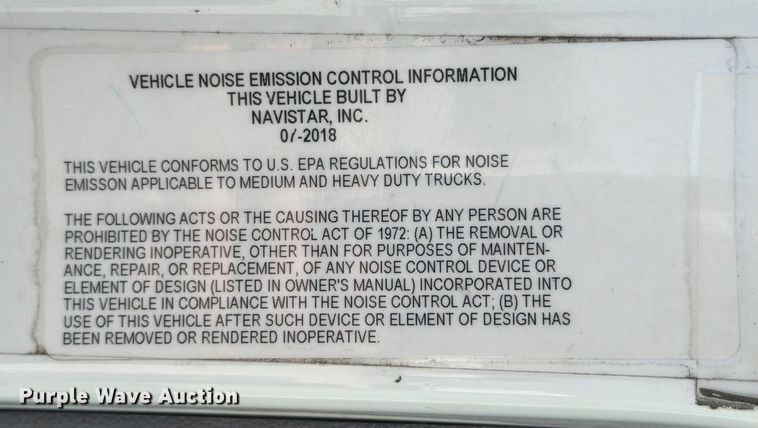 VEHICLE NOISE EMISSION CONTROL INFORMATION
THIS VEHICLE BUILT BY
NAVISTAR, INC.
07-2018
THIS VEHICLE CONFORMS TO U.S. EPA REGULATIONS FOR NOISE
EMISSON APPLICABLE TO MEDIUM AND HEAVY DUTY TRUCKS.
THE FOLLOWING ACTS OR THE CAUSING THEREOF BY ANY PERSON ARE
PROHIBITED BY THE NOISE CONTROL ACT OF 1972: (A) THE REMOVAL OR
RENDERING INOPERATIVE, OTHER THAN FOR PURPOSES OF MAINTEN-
ANCE, REPAIR, OR REPLACEMENT, OF ANY NOISE CONTROL DEVICE OR
ELEMENT OF DESIGN (LISTED IN OWNER'S MANUAL) INCORPORATED INTO
THIS VEHICLE IN COMPLIANCE WITH THE NOISE CONTROL ACT; (B) THE
USE OF THIS VEHICLE AFTER SUCH DEVICE OR ELEMENT OF DESIGN HAS
BEEN REMOVED OR RENDERED INOPERATIVE.
Purple Wave Auction